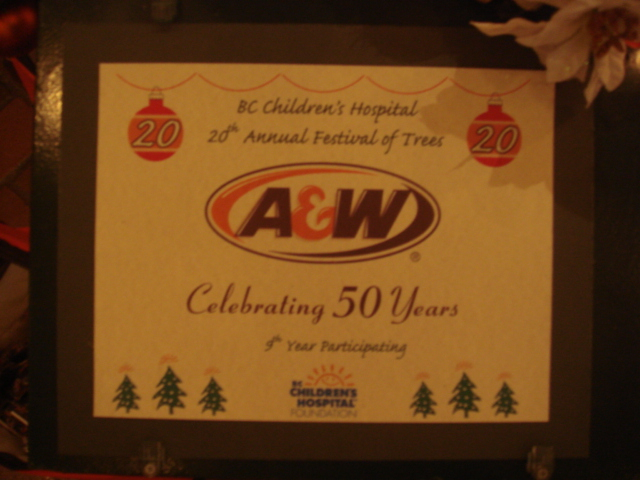 BC Children's Hospital
20th Annual Festival of Trees
20
20
A&W
®
Celebrating 50 Years
9th Year Participating
BC
CHILDREN'S
HOSPITAL
FOUNDATION